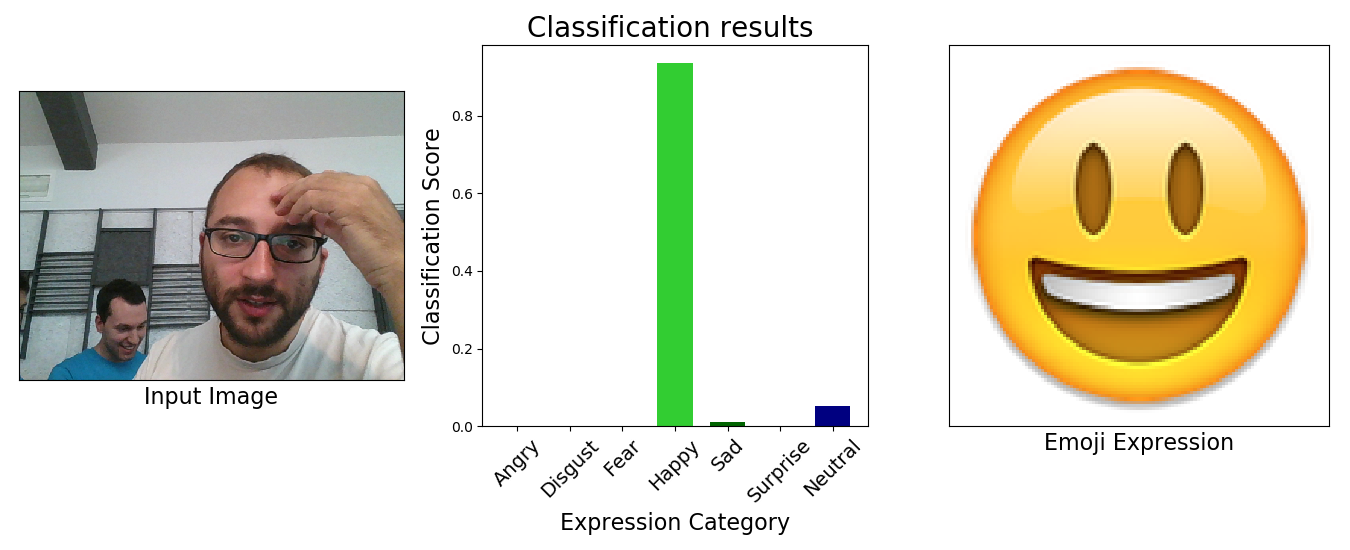 Classification results
Input Image
Classification Score
0.8
0.6
0.4
0.2
0.0
Angry
Disgust
Fear
Happy
Sad
Surprise
Neutral
Expression Category
Emoji Expression